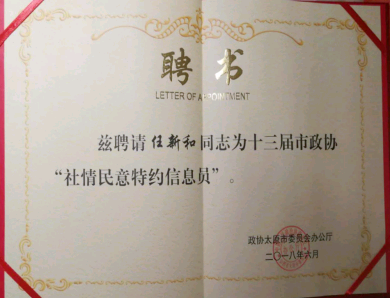 聘书
LETTER OF APPOINTMENT
兹聘请任新和同志为十三届市政协
“社情民意特约信息员”。
政协太原市委员会办公厅
二〇一八年六月